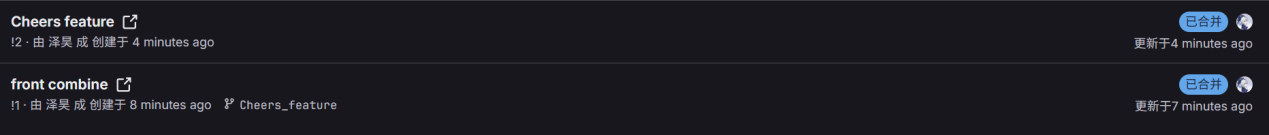 Cheers feature
已合并
!2 · 由 泽昊 成 创建于 4 minutes ago
更新于4 minutes ago
front combine
已合并
!1 · 由 泽昊 成 创建于 8 minutes ago Cheers_feature
更新于7 minutes ago